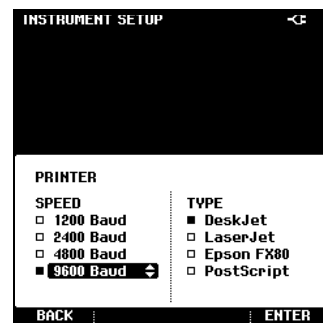 INSTRUMENT SETUP
PRINTER
SPEED
1200 Baud
2400 Baud
4800 Baud
9600 Baud
TYPE
DeskJet
LaserJet
Epson FX80
PostScript
BACK
ENTER